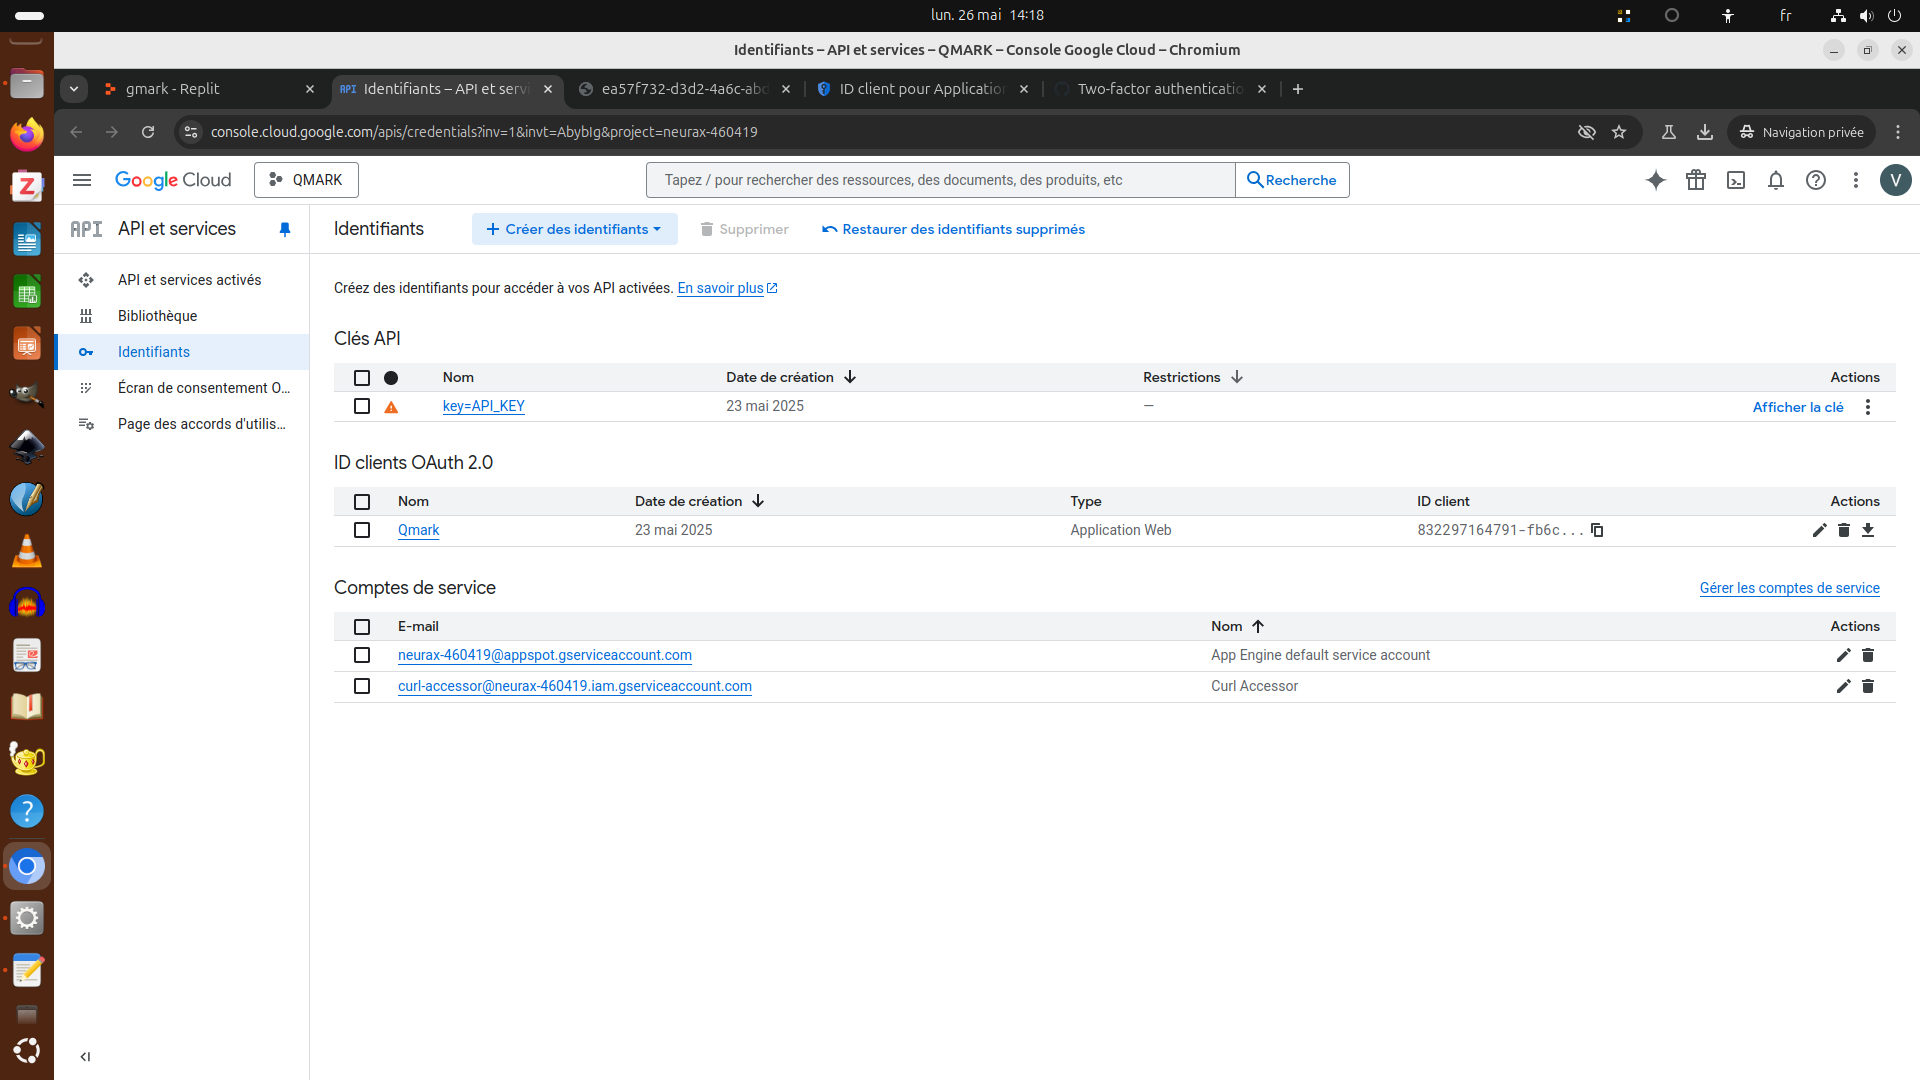 lun. 26 mai 14:18
fr
Identifiants – API et services – QMARK – Console Google Cloud – Chromium
gmark - Replit
API Identifiants – API et servi
ea57f732-d3d2-4a6c-abd
ID client pour Application
Two-factor authenticatio
console.cloud.google.com/apis/credentials?inv=1&invt=AbybIg&project=neurax-460419
Navigation privée
Google Cloud
QMARK
Tapez / pour rechercher des ressources, des documents, des produits, etc
Recherche
V
API API et services
Identifiants
Créer des identifiants
Supprimer
Restaurer des identifiants supprimés
API et services activés
Bibliothèque
Identifiants
Écran de consentement O...
Page des accords d'utilis...
Créez des identifiants pour accéder à vos API activées. En savoir plus
Clés API
Nom Date de création Restrictions Actions
key=API_KEY 23 mai 2025 — Afficher la clé
ID clients OAuth 2.0
Nom Date de création Type ID client Actions
Qmark 23 mai 2025 Application Web 832297164791-fb6c...
Comptes de service
Gérer les comptes de service
E-mail Nom Actions
neurax-460419@appspot.gserviceaccount.com App Engine default service account
curl-accessor@neurax-460419.iam.gserviceaccount.com Curl Accessor